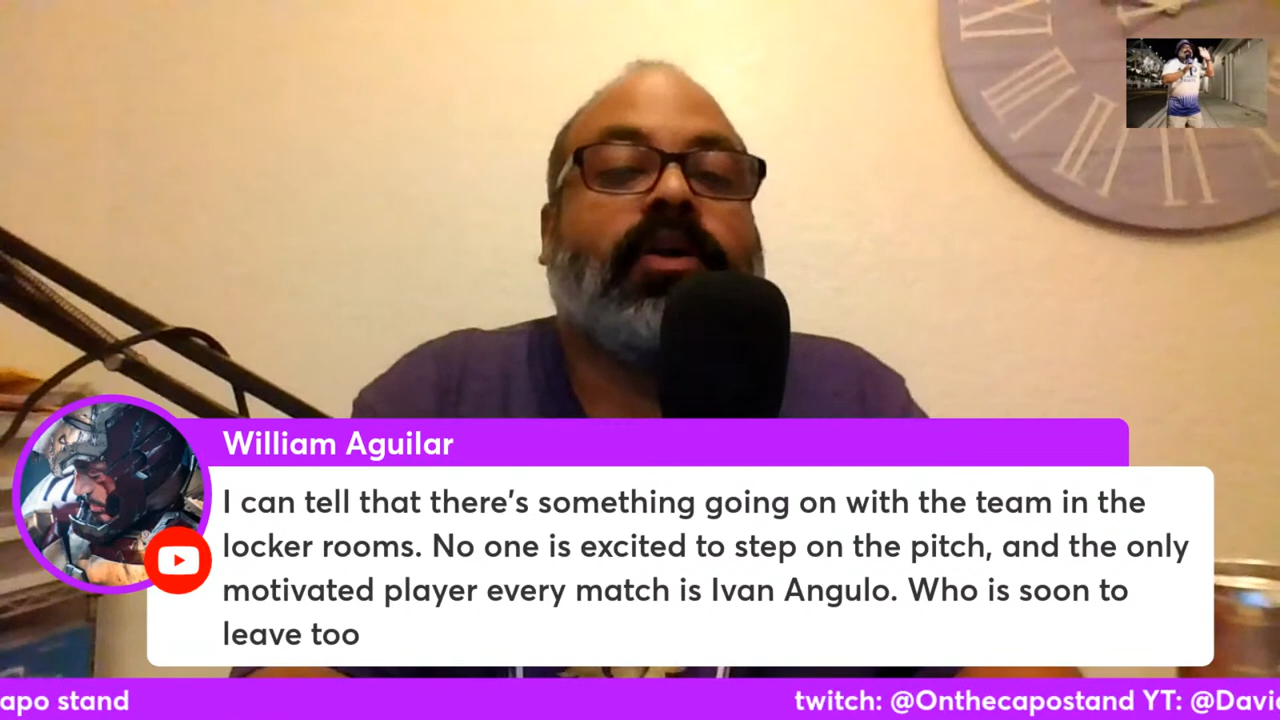 William Aguilar
I can tell that there's something going on with the team in the
locker rooms. No one is excited to step on the pitch, and the only
motivated player every match is Ivan Angulo. Who is soon to
leave too
apo stand twitch: @Onthecapostand YT: @Davi